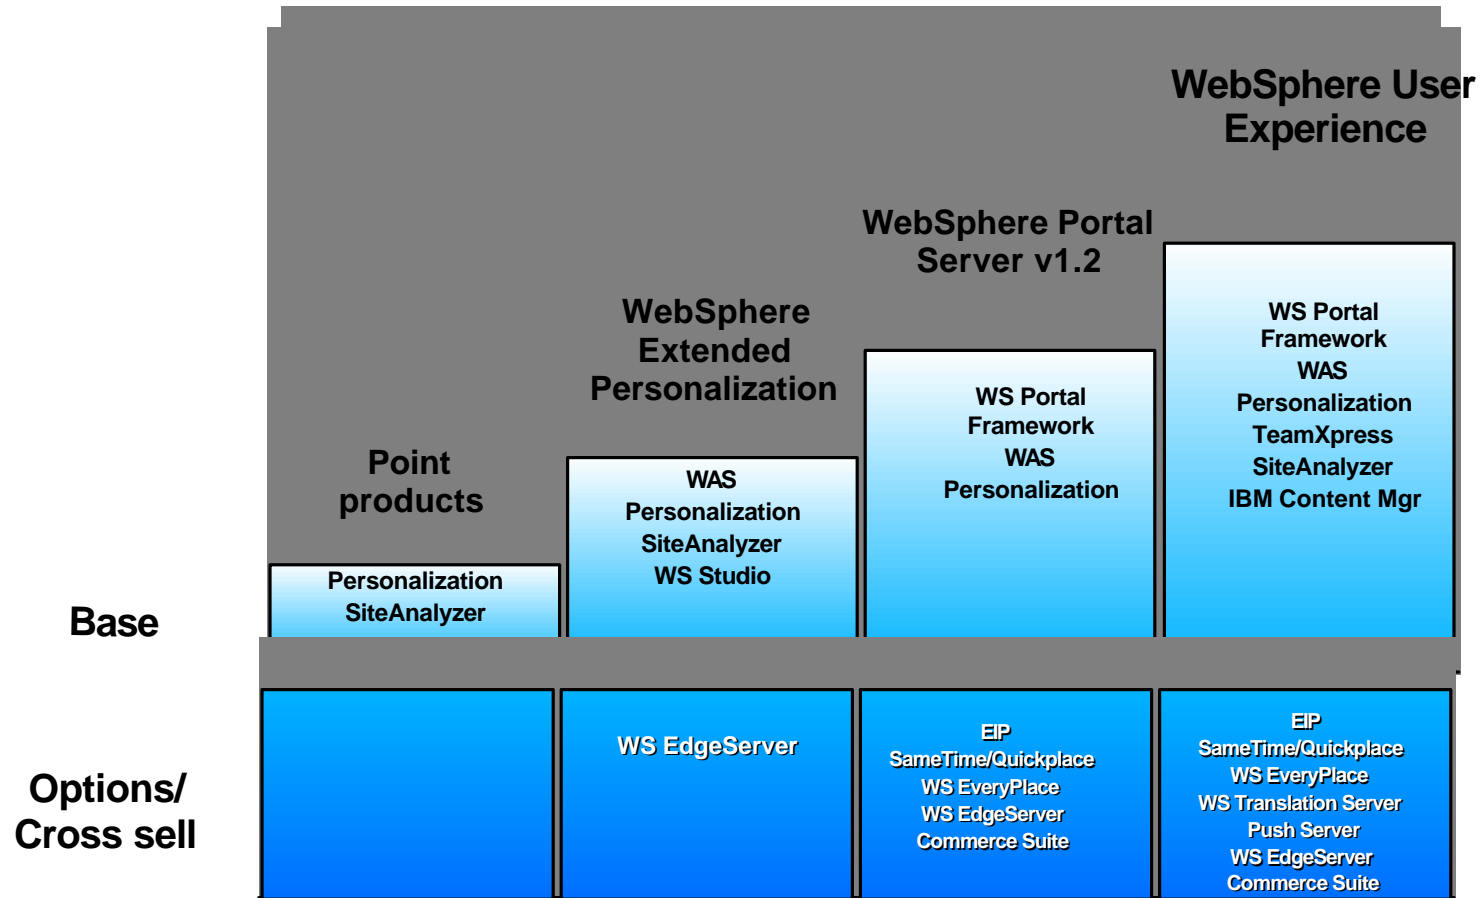 WebSphere User
Experience
WebSphere Portal
Server v1.2
WebSphere
Extended
Personalization
Point
products
Base
Personalization
SiteAnalyzer
WAS
Personalization
SiteAnalyzer
WS Studio
WS Portal
Framework
WAS
Personalization
WS Portal
Framework
WAS
Personalization
TeamXpress
SiteAnalyzer
IBM Content Mgr
Options/
Cross sell
WS EdgeServer
EIP
SameTime/Quickplace
WS EveryPlace
WS EdgeServer
Commerce Suite
EIP
SameTime/Quickplace
WS EveryPlace
WS Translation Server
Push Server
WS EdgeServer
Commerce Suite